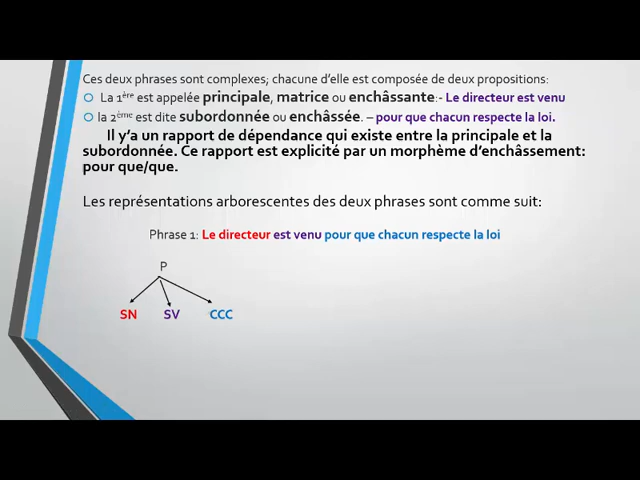 Ces deux phrases sont complexes; chacune d'elle est composée de deux propositions:
La 1ère est appelée principale, matrice ou enchâssante:- Le directeur est venu
la 2ème est dite subordonnée ou enchâssée. – pour que chacun respecte la loi.
Il y'a un rapport de dépendance qui existe entre la principale et la
subordonnée. Ce rapport est explicité par un morphème d'enchâssement:
pour que/que.
Les représentations arborescentes des deux phrases sont comme suit:
Phrase 1: Le directeur est venu pour que chacun respecte la loi
P
SN SV CCC